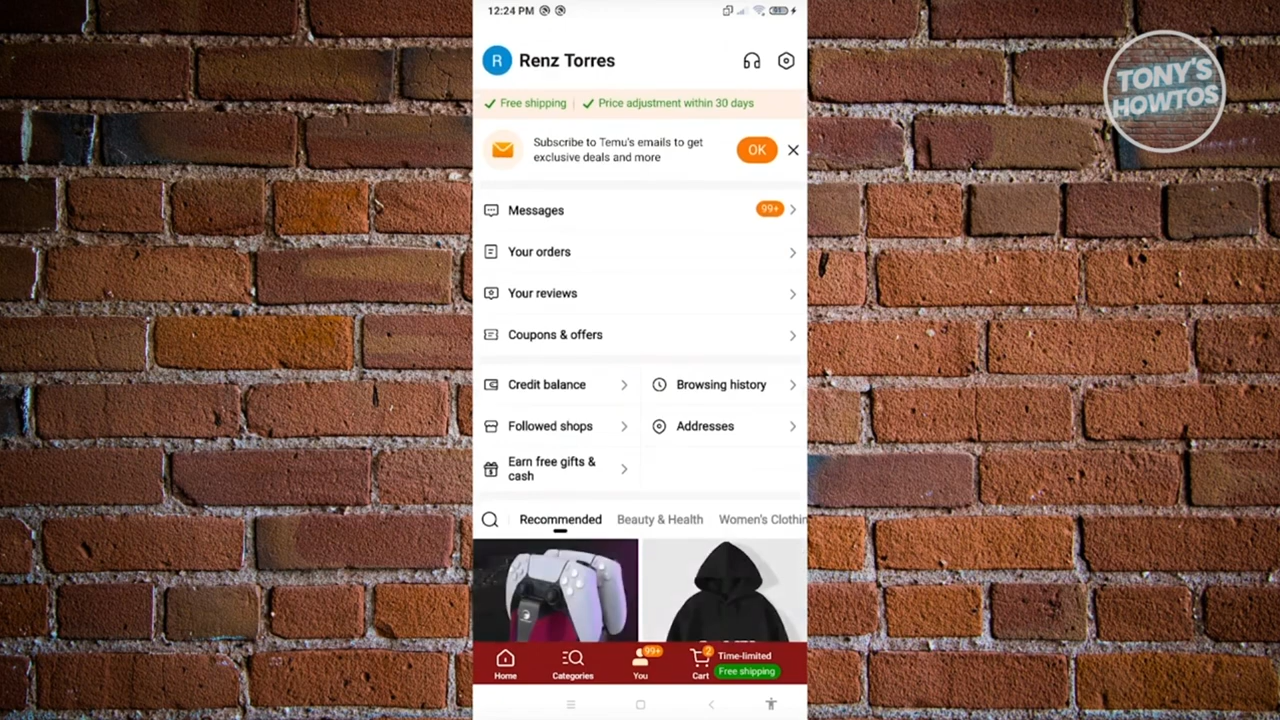 12:24 PM
R
Renz Torres
Free shipping
Price adjustment within 30 days
Subscribe to Temu's emails to get
exclusive deals and more
OK
Messages
99+
Your orders
Your reviews
Coupons & offers
Credit balance
Browsing history
Followed shops
Addresses
Earn free gifts &
cash
Recommended
Beauty & Health
Women's Clothin
Home
Categories
99+
You
2
Cart
Time-limited
Free shipping
TONY'S
HOWTOS